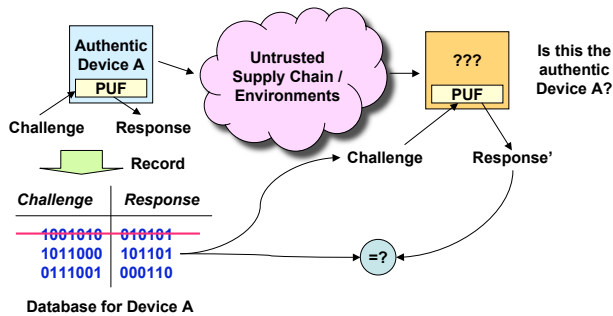 Authentic
Device A
PUF
Challenge
Response
Record
Untrusted
Supply Chain /
Environments
???
PUF
Is this the
authentic
Device A?
Challenge
Response’
Challenge Response
1001010 010101
1011000 101101
0111001 000110
=?
Database for Device A